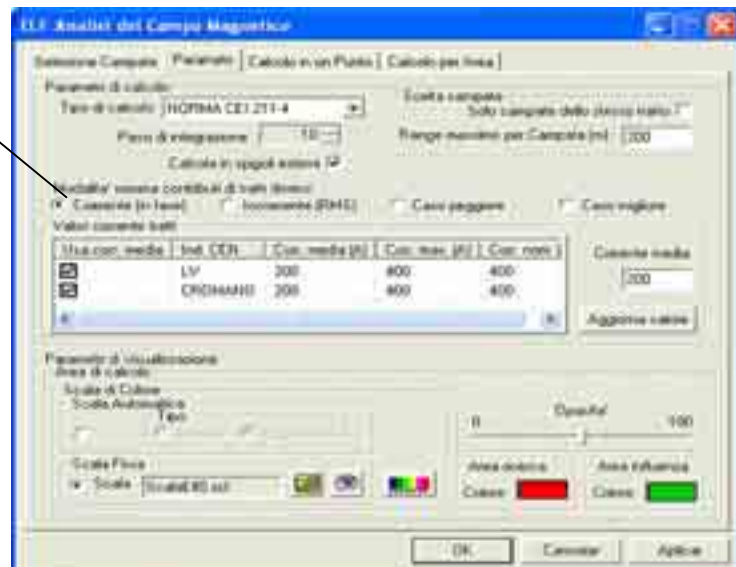 ELF Analisi del Campo Magnetico
Seleziona Campata Parametri Calcolo in un Punto Calcolo per linea
Parametri di calcolo
Tipo di calcolo NORMA CEI 211-4
Passo di integrazione 10
Calcola in spigoli esterni
Scelta campate
Solo campate dello stesso tratto
Range massimo per Campata (m) 200
Modalita' somma contributi di tratti diversi
Coerente (in fase) Incoerente (RMS) Caso peggiore Caso migliore
Valori corrente tratti
Usa corr. media Ind. CEN Corr. media (A) Corr. max. (A) Corr. nom.
LV 200 400 400
200 400 400
Corrente media
200
Aggiorna valore
Parametri di visualizzazione
Area di calcolo
Scala di Colore
Scala Automatica
Tipo
Scala Fissa
Scala
Opacita'
0 100
Area Area influenza
Colore Colore
OK Cancella Applica